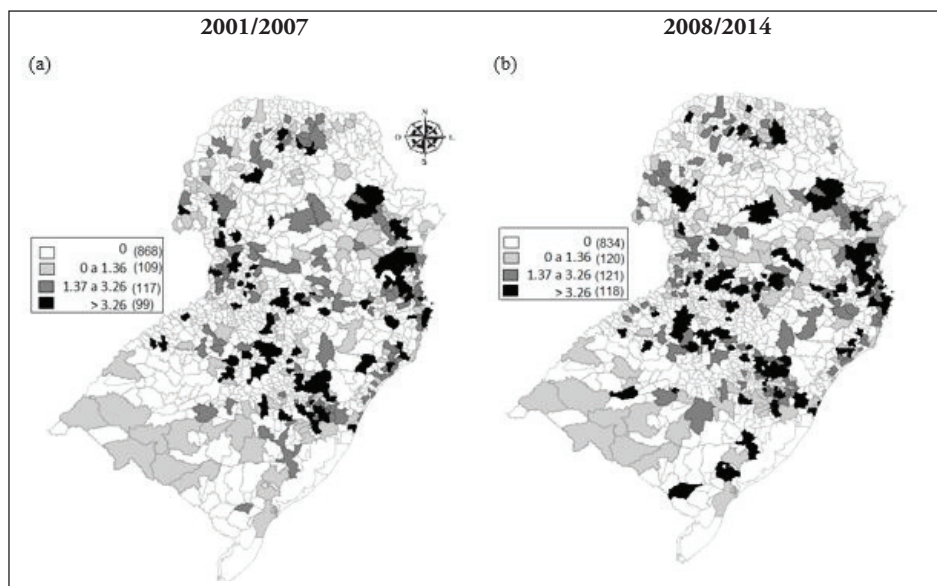 2001/2007
2008/2014
(a)
(b)
N
O E
S
0 (868)
0 a 1.36 (109)
1.37 a 3.26 (117)
> 3.26 (99)
0 (834)
0 a 1.36 (120)
1.37 a 3.26 (121)
> 3.26 (118)